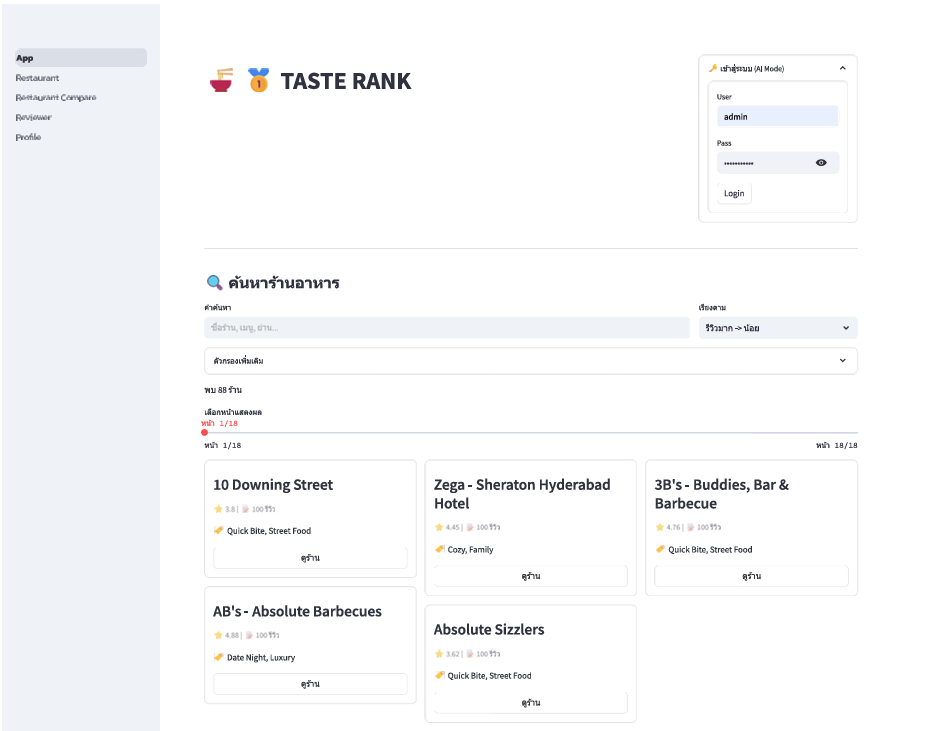 App
Restaurant
Restaurant Compare
Reviewer
Profile
TASTE RANK
เข้าสู่ระบบ (AI Mode)
User
admin
Pass
•••••••••••
Login
ค้นหาร้านอาหาร
คำค้นหา
เรียงตาม
ชื่อร้าน, เมนู, ย่าน...
รีวิวมาก -> น้อย
ตัวกรองเพิ่มเติม
พบ 88 ร้าน
เลือกหน้าแสดงผล
หน้า 1/18
หน้า 1/18
หน้า 18/18
10 Downing Street
3.8 | 100 รีวิว
Quick Bite, Street Food
ดูร้าน
Zega - Sheraton Hyderabad
Hotel
4.45 | 100 รีวิว
Cozy, Family
ดูร้าน
3B's - Buddies, Bar &
Barbecue
4.76 | 100 รีวิว
Quick Bite, Street Food
ดูร้าน
AB's - Absolute Barbecues
4.88 | 100 รีวิว
Date Night, Luxury
ดูร้าน
Absolute Sizzlers
3.62 | 100 รีวิว
Quick Bite, Street Food
ดูร้าน